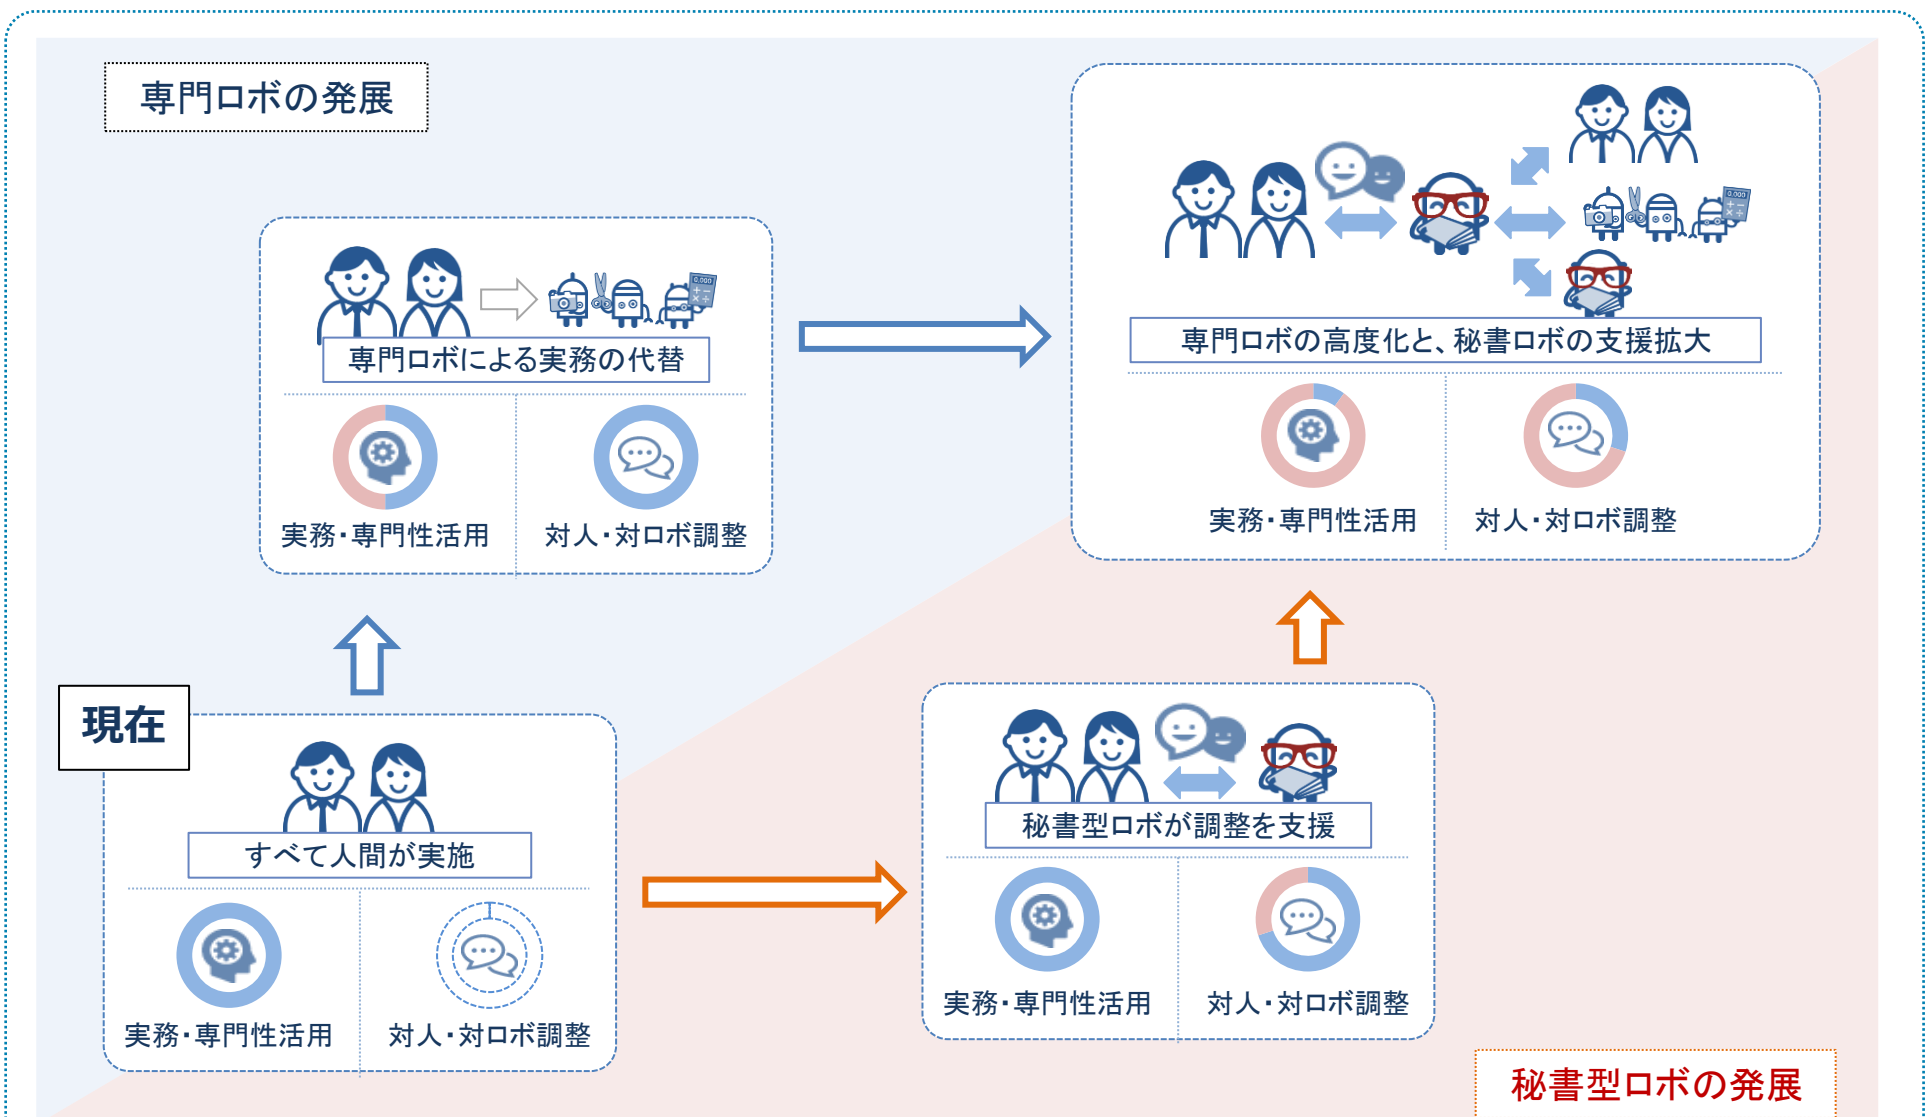 専門ロボの発展
専門ロボによる実務の代替
実務・専門性活用
対人・対ロボ調整
専門ロボの高度化と、秘書ロボの支援拡大
実務・専門性活用
対人・対ロボ調整
現在
すべて人間が実施
実務・専門性活用
対人・対ロボ調整
秘書型ロボが調整を支援
実務・専門性活用
対人・対ロボ調整
秘書型ロボの発展